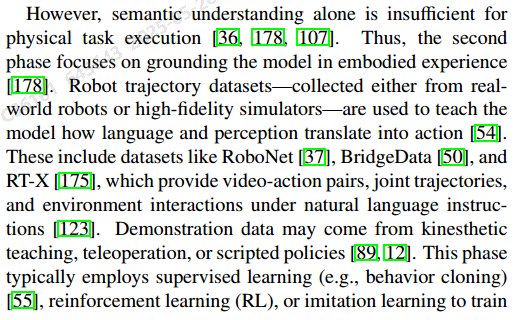 However, semantic understanding alone is insufficient for
physical task execution [36, 178, 107]. Thus, the second
phase focuses on grounding the model in embodied experience
[178]. Robot trajectory datasets—collected either from real-
world robots or high-fidelity simulators—are used to teach the
model how language and perception translate into action [54].
These include datasets like RoboNet [37], BridgeData [50], and
RT-X [175], which provide video-action pairs, joint trajectories,
and environment interactions under natural language instruc-
tions [123]. Demonstration data may come from kinesthetic
teaching, teleoperation, or scripted policies [89, 12]. This phase
typically employs supervised learning (e.g., behavior cloning)
[55], reinforcement learning (RL), or imitation learning to train